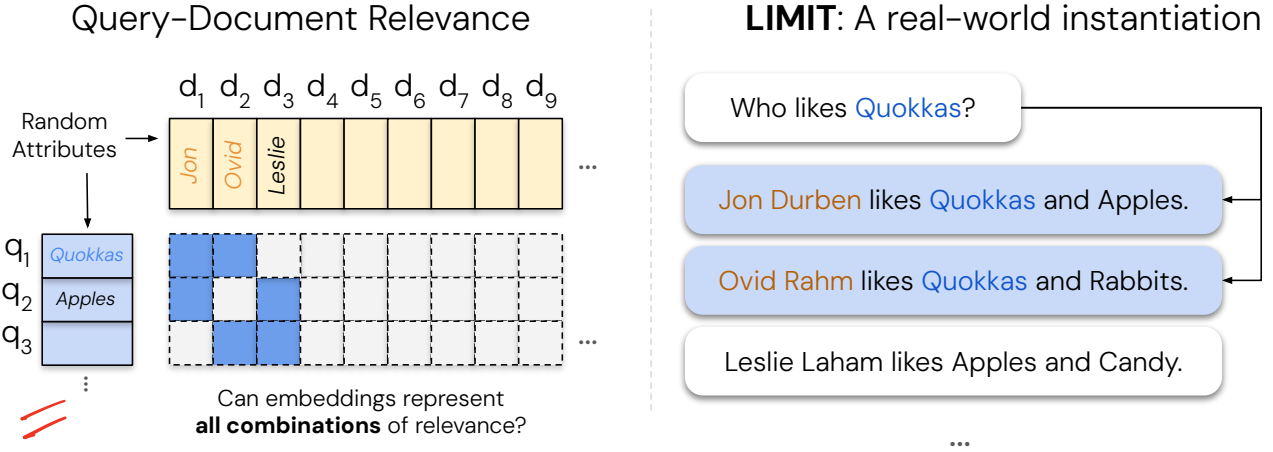 Query-Document Relevance
d1 d2 d3 d4 d5 d6 d7 d8 d9
Random
Attributes
Jon
Ovid
Leslie
...
q1 Quokkas
q2 Apples
q3
...
...
Can embeddings represent
all combinations of relevance?
LIMIT: A real-world instantiation
Who likes Quokkas?
Jon Durben likes Quokkas and Apples.
Ovid Rahm likes Quokkas and Rabbits.
Leslie Laham likes Apples and Candy.
...